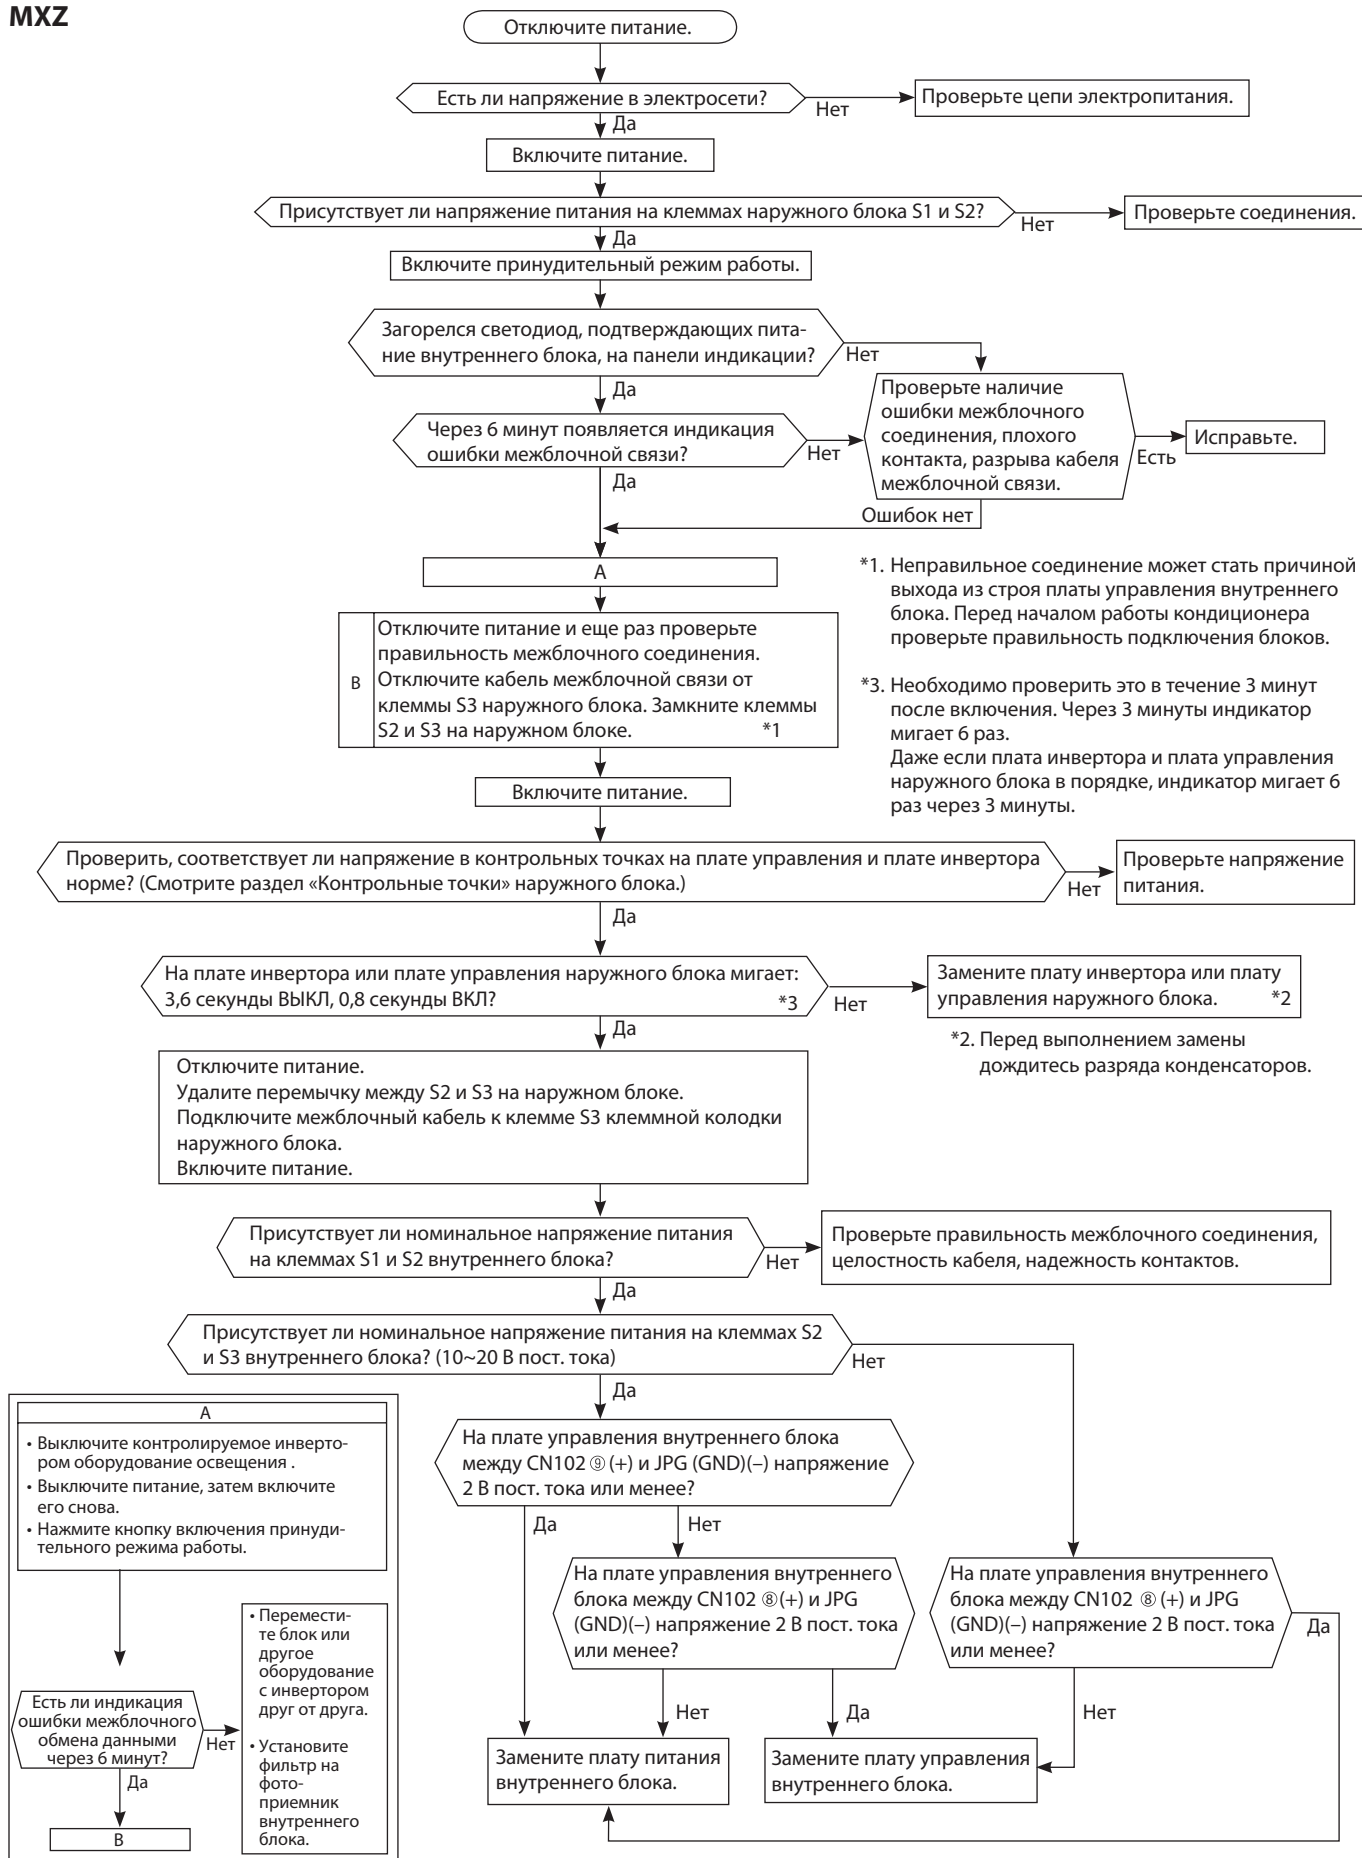 MXZ
Отключите питание.
Есть ли напряжение в электросети?
Нет
Проверьте цепи электропитания.
Да
Включите питание.
Присутствует ли напряжение питания на клеммах наружного блока S1 и S2?
Нет
Проверьте соединения.
Да
Включите принудительный режим работы.
Загорелся светодиод, подтверждающих пита-
ние внутреннего блока, на панели индикации?
Нет
Да
Проверьте наличие
ошибки межблочного
соединения, плохого
контакта, разрыва кабеля
межблочной связи.
Есть
Исправьте.
Через 6 минут появляется индикация
ошибки межблочной связи?
Нет
Да
Ошибок нет
A
B
Отключите питание и еще раз проверьте
правильность межблочного соединения.
Отключите кабель межблочной связи от
клеммы S3 наружного блока. Замкните клеммы
S2 и S3 на наружном блоке. *1
*1. Неправильное соединение может стать причиной
выхода из строя платы управления внутреннего
блока. Перед началом работы кондиционера
проверьте правильность подключения блоков.
*3. Необходимо проверить это в течение 3 минут
после включения. Через 3 минуты индикатор
мигает 6 раз.
Даже если плата инвертора и плата управления
наружного блока в порядке, индикатор мигает 6
раз через 3 минуты.
Включите питание.
Проверить, соответствует ли напряжение в контрольных точках на плате управления и плате инвертора
норме? (Смотрите раздел «Контрольные точки» наружного блока.)
Нет
Проверьте напряжение
питания.
Да
На плате инвертора или плате управления наружного блока мигает:
3,6 секунды ВЫКЛ, 0,8 секунды ВКЛ? *3
Нет
Замените плату инвертора или плату
управления наружного блока. *2
*2. Перед выполнением замены
дождитесь разряда конденсаторов.
Да
Отключите питание.
Удалите перемычку между S2 и S3 на наружном блоке.
Подключите межблочный кабель к клемме S3 клеммной колодки
наружного блока.
Включите питание.
Присутствует ли номинальное напряжение питания
на клеммах S1 и S2 внутреннего блока?
Нет
Проверьте правильность межблочного соединения,
целостность кабеля, надежность контактов.
Да
Присутствует ли номинальное напряжение питания на клеммах S2
и S3 внутреннего блока? (10~20 В пост. тока)
Нет
Да
На плате управления внутреннего блока
между CN102 ⑨ (+) и JPG (GND)(–) напряжение
2 В пост. тока или менее?
Да
Нет
На плате управления внутреннего
блока между CN102 ⑧(+) и JPG
(GND)(–) напряжение 2 В пост. тока
или менее?
Нет
Да
На плате управления внутреннего
блока между CN102 ⑧ (+) и JPG
(GND)(–) напряжение 2 В пост. тока
или менее?
Да
Нет
Замените плату питания
внутреннего блока.
Замените плату управления
внутреннего блока.
A
• Выключите контролируемое инверто-
ром оборудование освещения .
• Выключите питание, затем включите
его снова.
• Нажмите кнопку включения принуди-
тельного режима работы.
Есть ли индикация
ошибки межблочного
обмена данными
через 6 минут?
Нет
Да
B
• Перемести-
те блок или
другое
оборудование
с инвертором
друг от друга.
• Установите
фильтр на
фото-
приемник
внутреннего
блока.